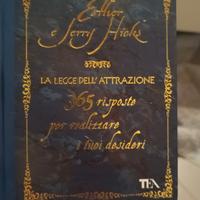 Esther
e Jerry Hicks
LA LEGGE DELL'ATTRAZIONE
365 risposte
per realizzare
i tuoi desideri
TEA